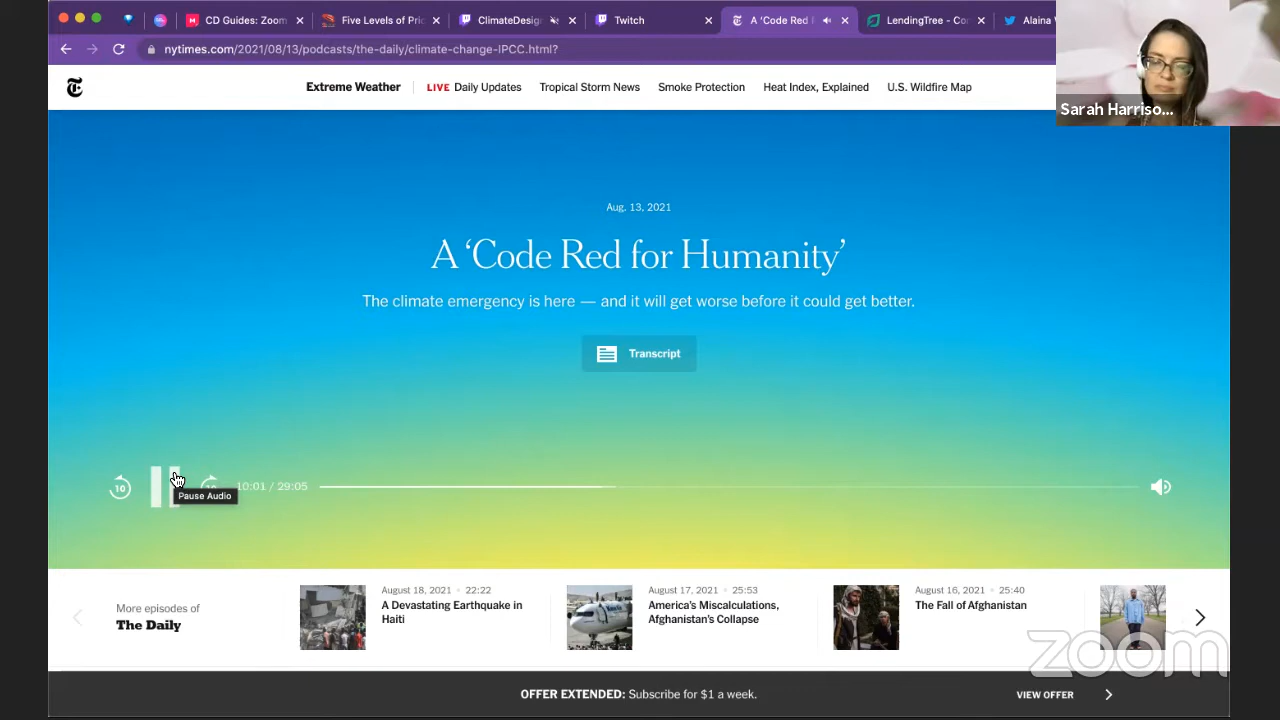 CD Guides: Zoom
Five Levels of Pri
ClimateDesig
Twitch
A 'Code Red
LendingTree - Co
Alaina
nytimes.com/2021/08/13/podcasts/the-daily/climate-change-IPCC.html?
Sarah Harriso...
Extreme Weather
LIVE Daily Updates
Tropical Storm News
Smoke Protection
Heat Index, Explained
U.S. Wildfire Map
Aug. 13, 2021
A ‘Code Red for Humanity’
The climate emergency is here — and it will get worse before it could get better.
Transcript
10
10:01 / 29:05
Pause Audio
More episodes of
The Daily
August 18, 2021 • 22:22
A Devastating Earthquake in
Haiti
August 17, 2021 • 25:53
America’s Miscalculations,
Afghanistan’s Collapse
August 16, 2021 • 25:40
The Fall of Afghanistan
zoom
OFFER EXTENDED: Subscribe for $1 a week.
VIEW OFFER